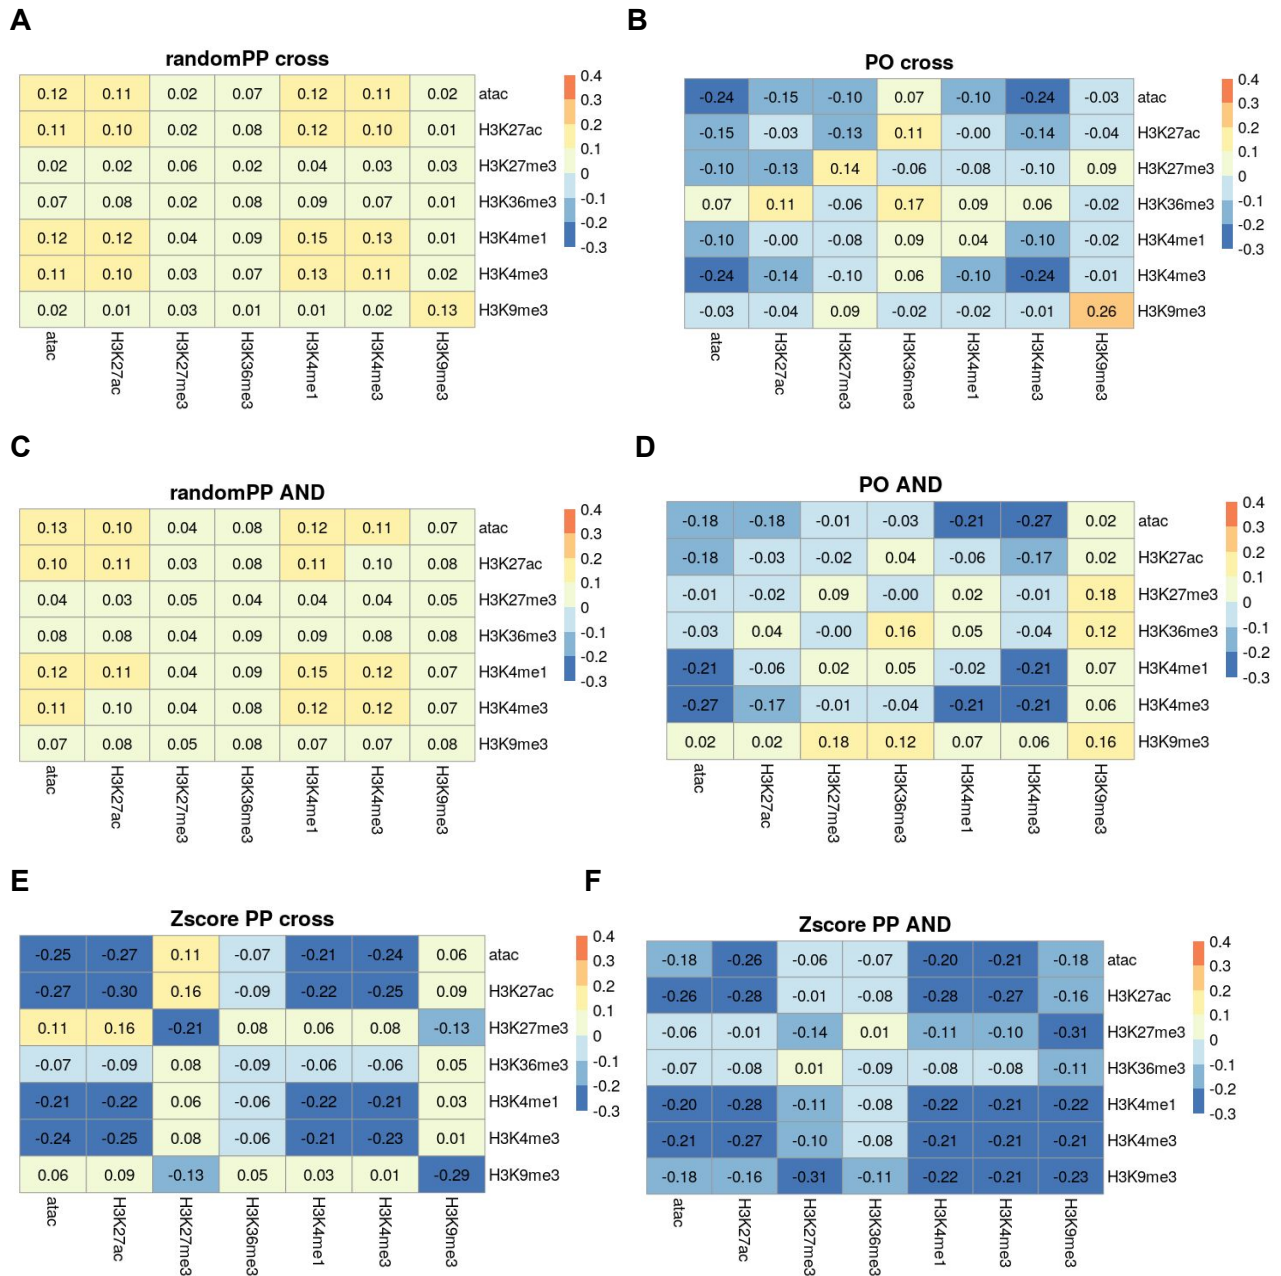 A
randomPP cross
0.12 0.11 0.02 0.07 0.12 0.11 0.02 atac
0.11 0.10 0.02 0.08 0.12 0.10 0.01 H3K27ac
0.02 0.02 0.06 0.02 0.04 0.03 0.03 H3K27me3
0.07 0.08 0.02 0.08 0.09 0.07 0.01 H3K36me3
0.12 0.12 0.04 0.09 0.15 0.13 0.01 H3K4me1
0.11 0.10 0.03 0.07 0.13 0.11 0.02 H3K4me3
0.02 0.01 0.03 0.01 0.01 0.02 0.13 H3K9me3
atac H3K27ac H3K27me3 H3K36me3 H3K4me1 H3K4me3 H3K9me3
0.4
0.3
0.2
0.1
0
-0.1
-0.2
-0.3
B
PO cross
-0.24 -0.15 -0.10 0.07 -0.10 -0.24 -0.03 atac
-0.15 -0.03 -0.13 0.11 -0.00 -0.14 -0.04 H3K27ac
-0.10 -0.13 0.14 -0.06 -0.08 -0.10 0.09 H3K27me3
0.07 0.11 -0.06 0.17 0.09 0.06 -0.02 H3K36me3
-0.10 -0.00 -0.08 0.09 0.04 -0.10 -0.02 H3K4me1
-0.24 -0.14 -0.10 0.06 -0.10 -0.24 -0.01 H3K4me3
-0.03 -0.04 0.09 -0.02 -0.02 -0.01 0.26 H3K9me3
atac H3K27ac H3K27me3 H3K36me3 H3K4me1 H3K4me3 H3K9me3
0.4
0.3
0.2
0.1
0
-0.1
-0.2
-0.3
C
randomPP AND
0.13 0.10 0.04 0.08 0.12 0.11 0.07 atac
0.10 0.11 0.03 0.08 0.11 0.10 0.08 H3K27ac
0.04 0.03 0.05 0.04 0.04 0.04 0.05 H3K27me3
0.08 0.08 0.04 0.09 0.09 0.08 0.08 H3K36me3
0.12 0.11 0.04 0.09 0.15 0.12 0.07 H3K4me1
0.11 0.10 0.04 0.08 0.12 0.12 0.07 H3K4me3
0.07 0.08 0.05 0.08 0.07 0.07 0.08 H3K9me3
atac H3K27ac H3K27me3 H3K36me3 H3K4me1 H3K4me3 H3K9me3
0.4
0.3
0.2
0.1
0
-0.1
-0.2
-0.3
D
PO AND
-0.18 -0.18 -0.01 -0.03 -0.21 -0.27 0.02 atac
-0.18 -0.03 -0.02 0.04 -0.06 -0.17 0.02 H3K27ac
-0.01 -0.02 0.09 -0.00 0.02 -0.01 0.18 H3K27me3
-0.03 0.04 -0.00 0.16 0.05 -0.04 0.12 H3K36me3
-0.21 -0.06 0.02 0.05 -0.02 -0.21 0.07 H3K4me1
-0.27 -0.17 -0.01 -0.04 -0.21 -0.21 0.06 H3K4me3
0.02 0.02 0.18 0.12 0.07 0.06 0.16 H3K9me3
atac H3K27ac H3K27me3 H3K36me3 H3K4me1 H3K4me3 H3K9me3
0.4
0.3
0.2
0.1
0
-0.1
-0.2
-0.3
E
Zscore PP cross
-0.25 -0.27 0.11 -0.07 -0.21 -0.24 0.06 atac
-0.27 -0.30 0.16 -0.09 -0.22 -0.25 0.09 H3K27ac
0.11 0.16 -0.21 0.08 0.06 0.08 -0.13 H3K27me3
-0.07 -0.09 0.08 -0.09 -0.06 -0.06 0.05 H3K36me3
-0.21 -0.22 0.06 -0.06 -0.22 -0.21 0.03 H3K4me1
-0.24 -0.25 0.08 -0.06 -0.21 -0.23 0.01 H3K4me3
0.06 0.09 -0.13 0.05 0.03 0.01 -0.29 H3K9me3
atac H3K27ac H3K27me3 H3K36me3 H3K4me1 H3K4me3 H3K9me3
0.4
0.3
0.2
0.1
0
-0.1
-0.2
-0.3
F
Zscore PP AND
-0.18 -0.26 -0.06 -0.07 -0.20 -0.21 -0.18 atac
-0.26 -0.28 -0.01 -0.08 -0.28 -0.27 -0.16 H3K27ac
-0.06 -0.01 -0.14 0.01 -0.11 -0.10 -0.31 H3K27me3
-0.07 -0.08 0.01 -0.09 -0.08 -0.08 -0.11 H3K36me3
-0.20 -0.28 -0.11 -0.08 -0.22 -0.21 -0.22 H3K4me1
-0.21 -0.27 -0.10 -0.08 -0.21 -0.21 -0.21 H3K4me3
-0.18 -0.16 -0.31 -0.11 -0.22 -0.21 -0.23 H3K9me3
atac H3K27ac H3K27me3 H3K36me3 H3K4me1 H3K4me3 H3K9me3
0.4
0.3
0.2
0.1
0
-0.1
-0.2
-0.3